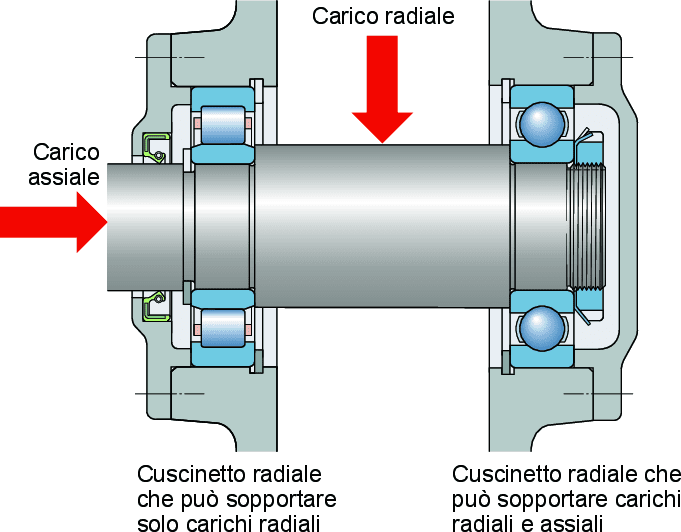 Carico radiale
Carico
assiale
Cuscinetto radiale
che può sopportare
solo carichi radiali
Cuscinetto radiale che
può sopportare carichi
radiali e assiali